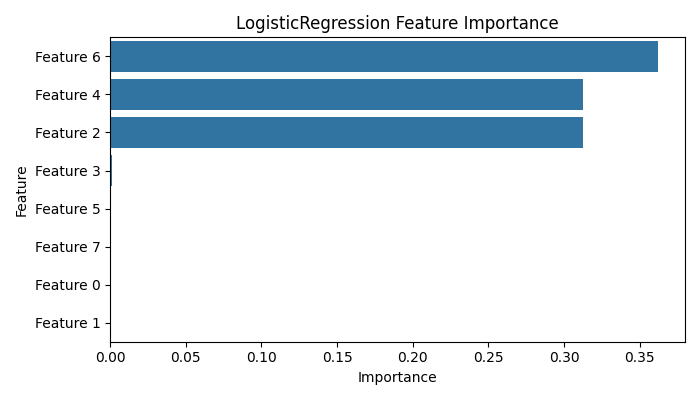 LogisticRegression Feature Importance
Feature 6
Feature 4
Feature 2
Feature 3
Feature 5
Feature 7
Feature 0
Feature 1
Feature
0.00 0.05 0.10 0.15 0.20 0.25 0.30 0.35
Importance